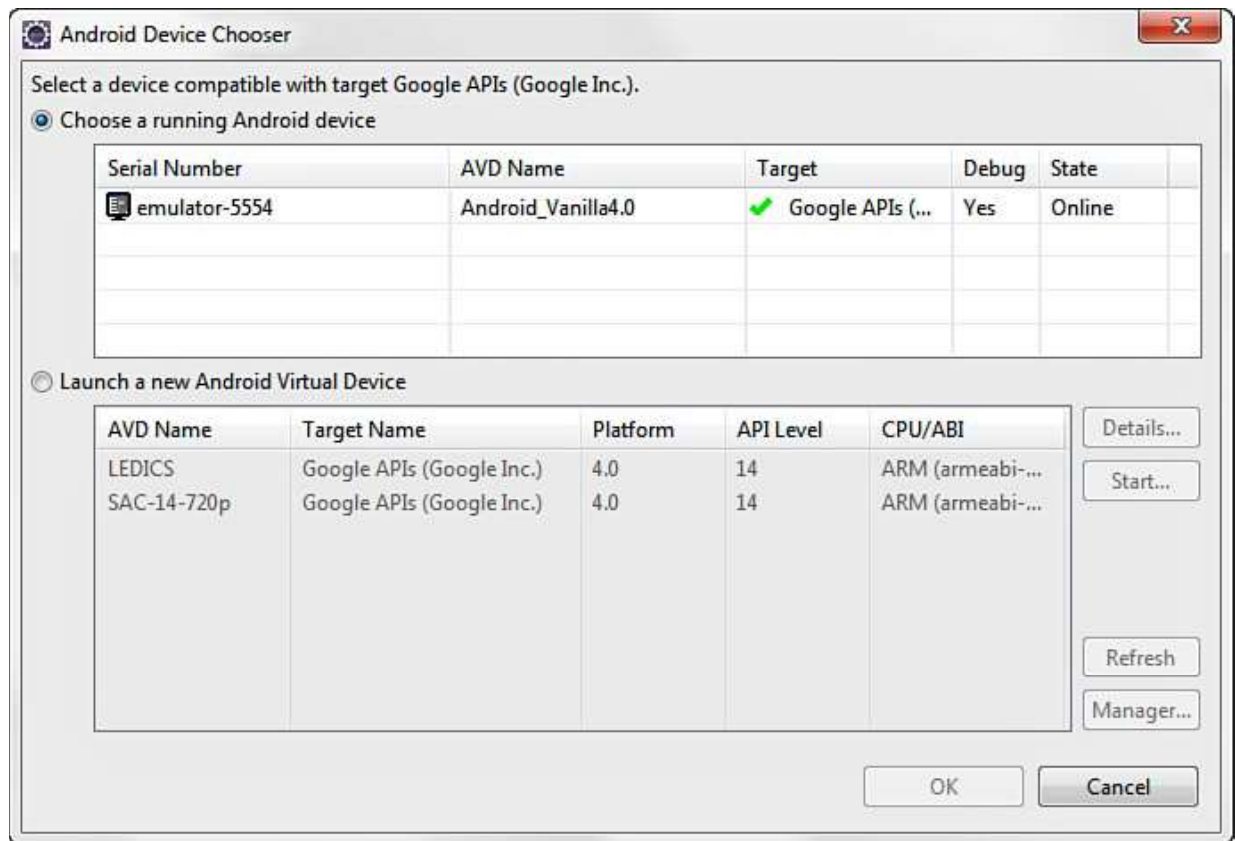 Android Device Chooser
Select a device compatible with target Google APIs (Google Inc.).
Choose a running Android device
Serial Number AVD Name Target Debug State
emulator-5554 Android_Vanilla4.0 Google APIs (... Yes Online
Launch a new Android Virtual Device
AVD Name Target Name Platform API Level CPU/ABI Details...
LEDICS Google APIs (Google Inc.) 4.0 14 ARM (armeabi-...
Start...
SAC-14-720p Google APIs (Google Inc.) 4.0 14 ARM (armeabi-...
Refresh
Manager...
OK Cancel